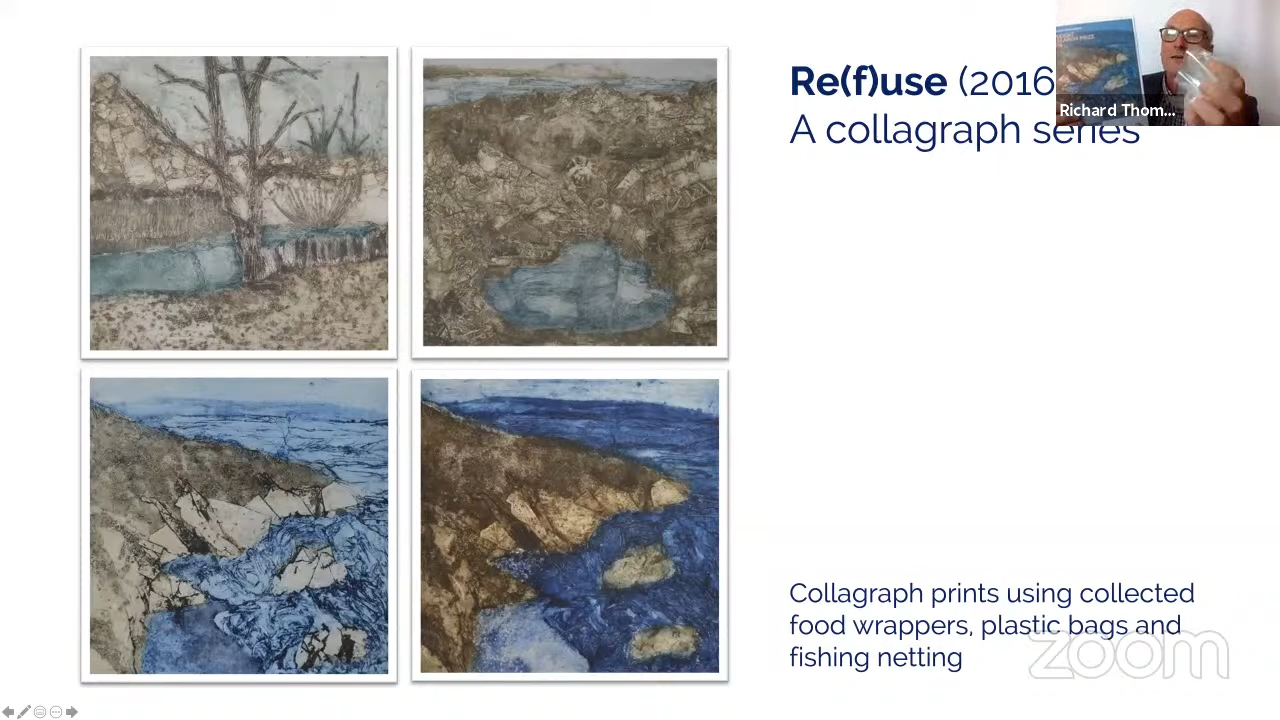 Re(f)use (2016
A collagraph series
Richard Thom...
Collagraph prints using collected
food wrappers, plastic bags and
fishing netting
zoom